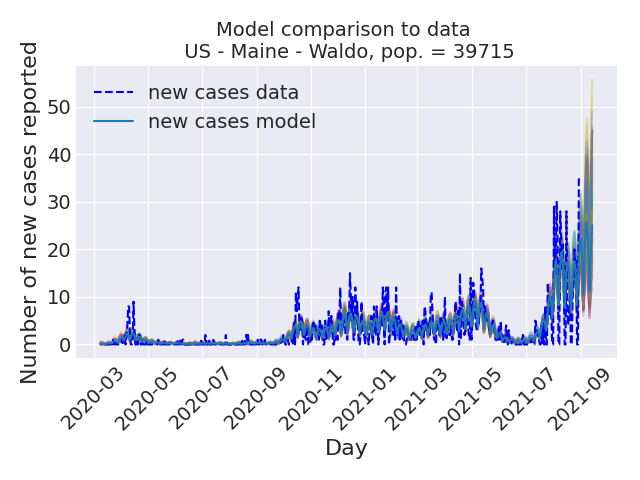 Model comparison to data
US - Maine - Waldo, pop. = 39715
Number of new cases reported
50
40
30
20
10
0
new cases data
new cases model
2020-03
2020-05
2020-07
2020-09
2020-11
2021-01
2021-03
2021-05
2021-07
2021-09
Day